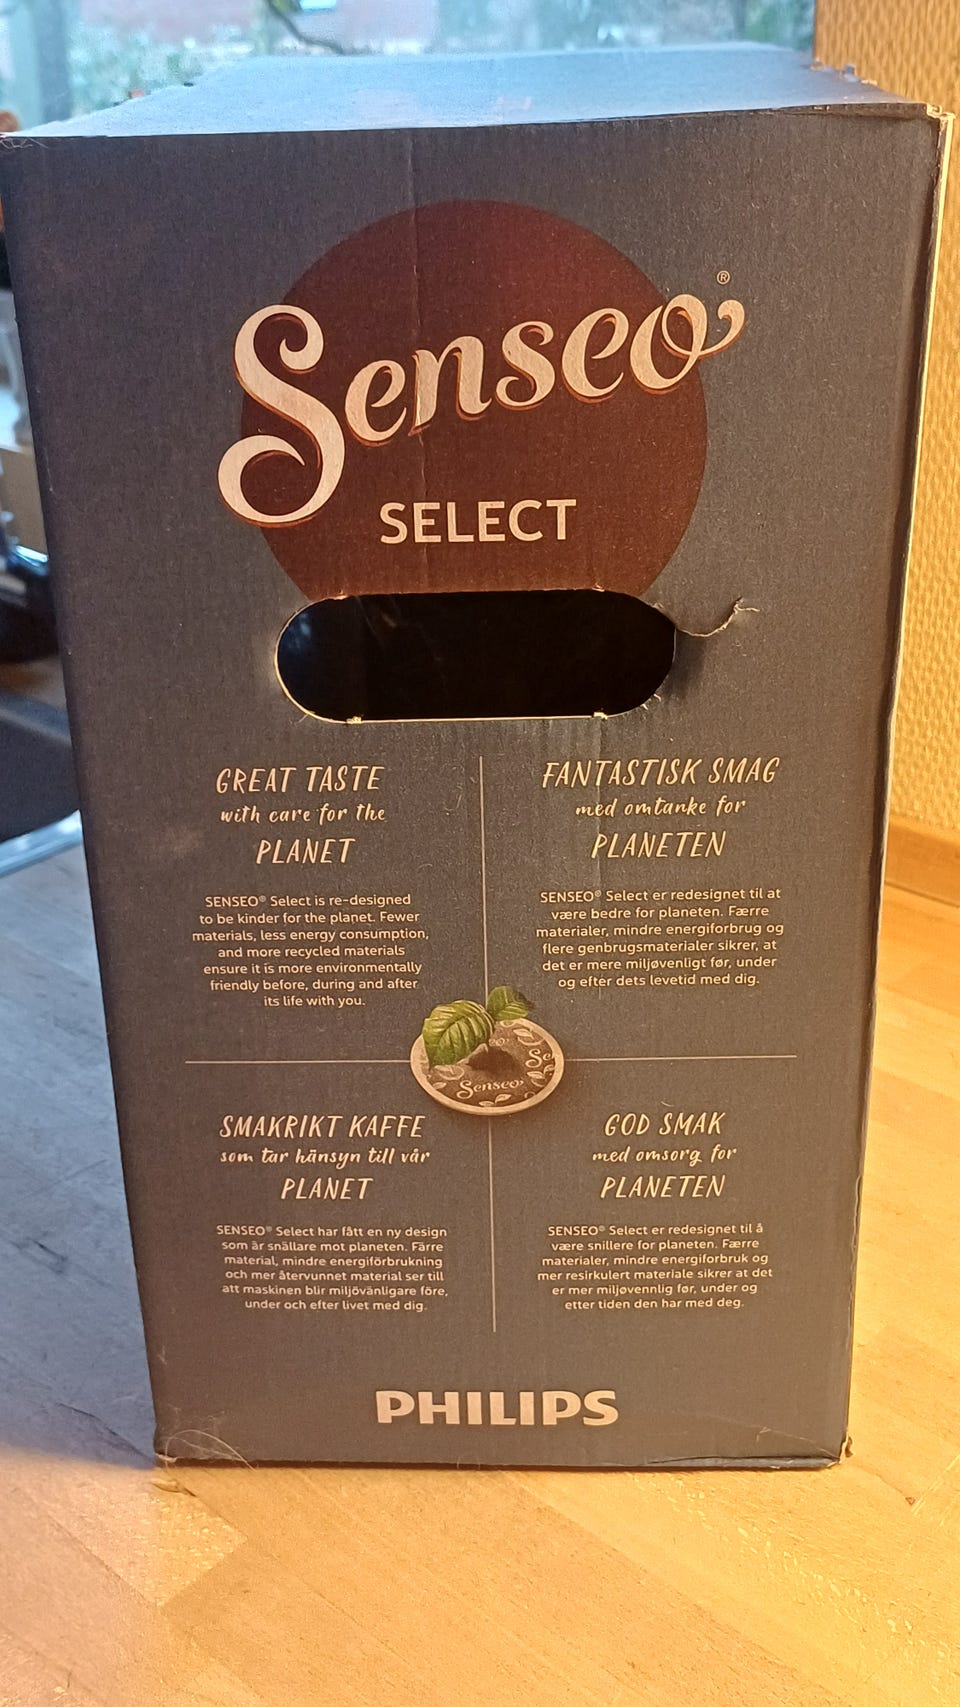 Senseo®
SELECT
GREAT TASTE
with care for the
PLANET
SENSEO® Select is re-designed
to be kinder for the planet. Fewer
materials, less energy consumption,
and more recycled materials
ensure it is more environmentally
friendly before, during and after
its life with you.
FANTASTISK SMAG
med omtanke for
PLANETEN
SENSEO® Select er redesignet til at
være bedre for planeten. Færre
materialer, mindre energiforbrug og
flere genbrugsmaterialer sikrer, at
det er mere miljøvenligt før, under
og efter dets levetid med dig.
Senseo
SMAKRIKT KAFFE
som tar hänsyn till vår
PLANET
SENSEO® Select har fått en ny design
som är snällare mot planeten. Färre
material, mindre energiförbrukning
och mer återvunnet material ser till
att maskinen blir miljövänligare före,
under och efter livet med dig.
GOD SMAK
med omsorg for
PLANETEN
SENSEO® Select er redesignet til å
være snillere for planeten. Færre
materialer, mindre energiforbruk og
mer resirkulert materiale sikrer at det
er mer miljøvennlig før, under og
etter tiden den har med deg.
PHILIPS